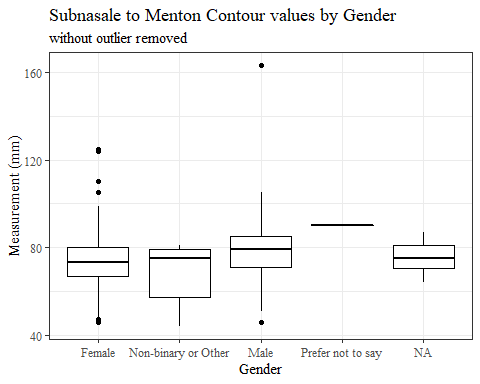 Subnasale to Menton Contour values by Gender
without outlier removed
Measurement (mm)
160
120
80
40
Female Non-binary or Other Male Prefer not to say NA
Gender